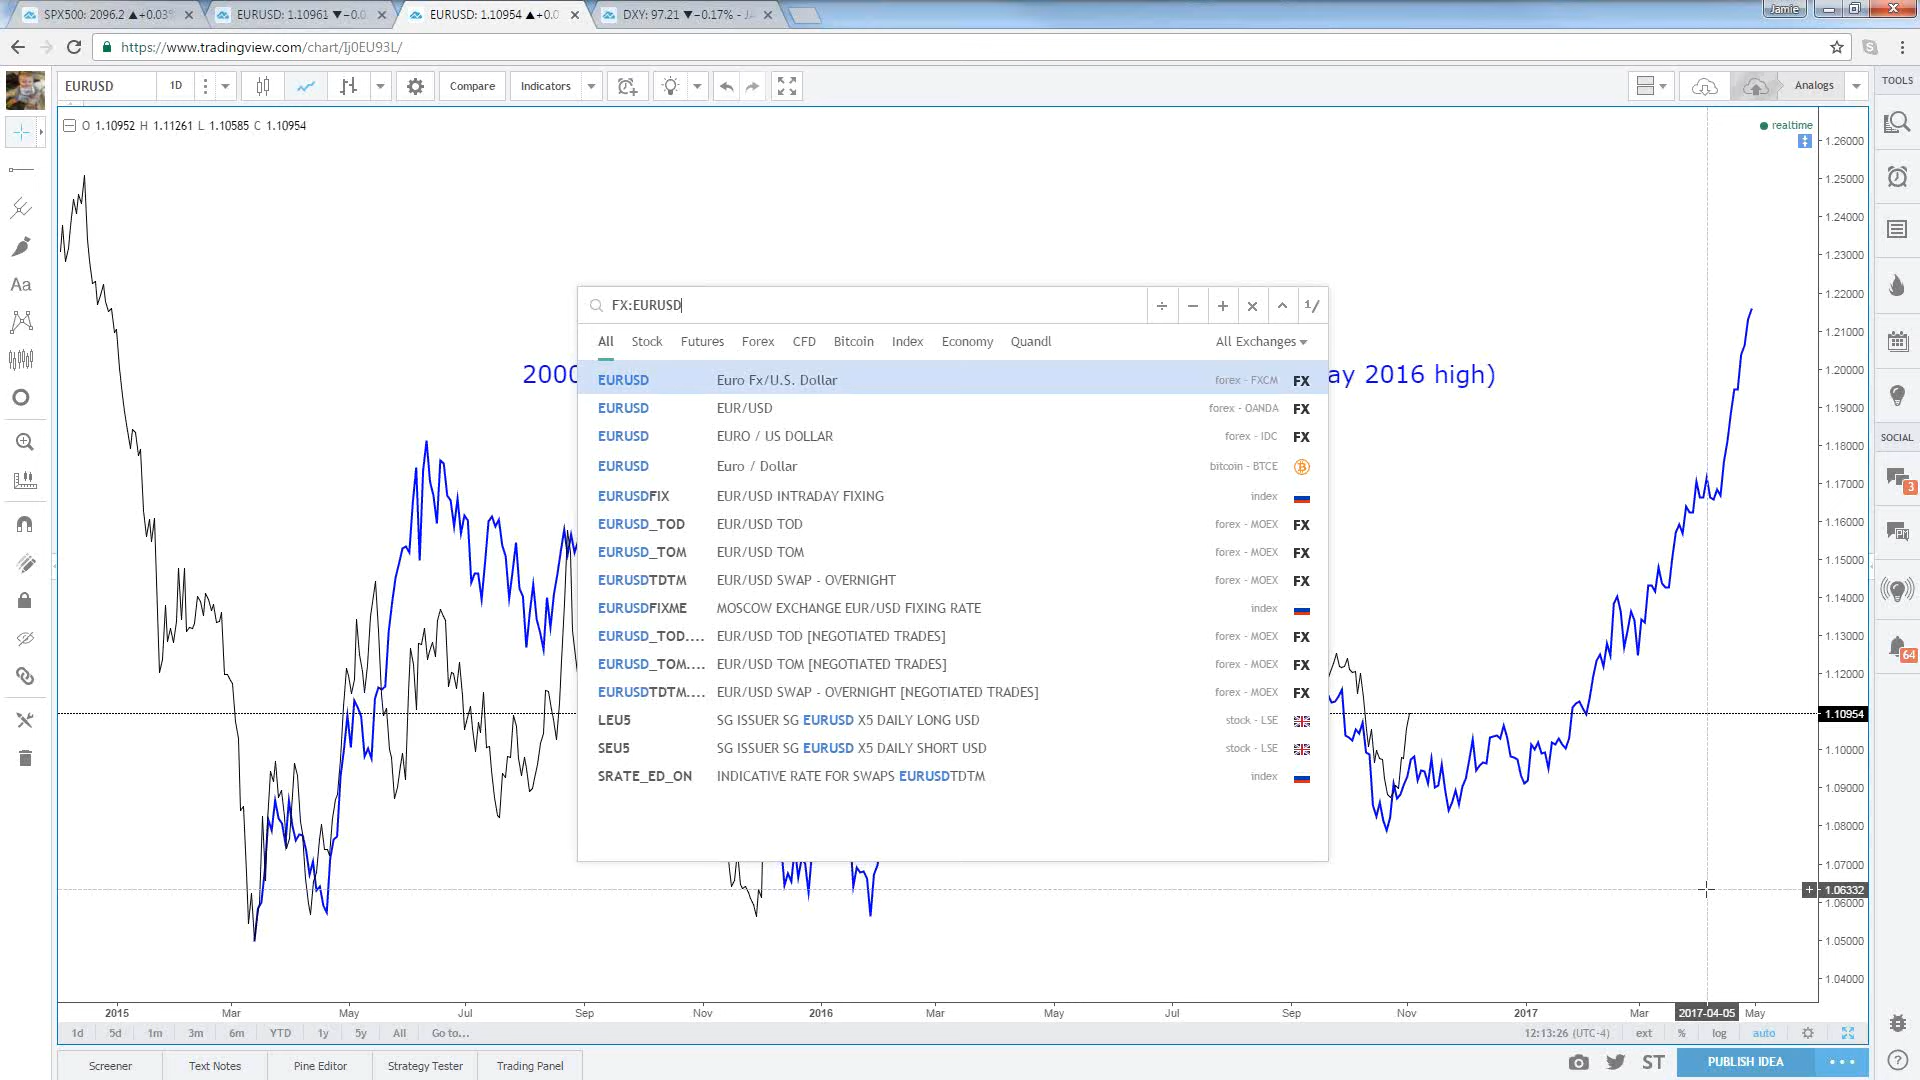 SPX500: 2096.2 ▲+0.03%
EURUSD: 1.10961 ▼−0.0
EURUSD: 1.10954 ▲+0.0
DXY: 97.21 ▼−0.17% - JA
Jamie
https://www.tradingview.com/chart/Ij0EU93L/
EURUSD 1D Compare Indicators Analogs TOOLS
O 1.10952 H 1.11261 L 1.10585 C 1.10954
realtime
FX:EURUSD
÷ − + × 1/
All Stock Futures Forex CFD Bitcoin Index Economy Quandl All Exchanges
2000
ay 2016 high)
EURUSD Euro Fx/U.S. Dollar forex - FXCM FX
EURUSD EUR/USD forex - OANDA FX
EURUSD EURO / US DOLLAR forex - IDC FX
EURUSD Euro / Dollar bitcoin - BTCE
EURUSDFIX EUR/USD INTRADAY FIXING index
EURUSD_TOD EUR/USD TOD forex - MOEX FX
EURUSD_TOM EUR/USD TOM forex - MOEX FX
EURUSDTDTM EUR/USD SWAP - OVERNIGHT forex - MOEX FX
EURUSDFIXME MOSCOW EXCHANGE EUR/USD FIXING RATE index
EURUSD_TOD.... EUR/USD TOD [NEGOTIATED TRADES] forex - MOEX FX
EURUSD_TOM.... EUR/USD TOM [NEGOTIATED TRADES] forex - MOEX FX
EURUSDTDTM.... EUR/USD SWAP - OVERNIGHT [NEGOTIATED TRADES] forex - MOEX FX
LEU5 SG ISSUER SG EURUSD X5 DAILY LONG USD stock - LSE
SEU5 SG ISSUER SG EURUSD X5 DAILY SHORT USD stock - LSE
SRATE_ED_ON INDICATIVE RATE FOR SWAPS EURUSDTDTM index
Aa
1.26000
1.25000
1.24000
1.23000
1.22000
1.21000
1.20000
1.19000
1.18000
1.17000
1.16000
1.15000
1.14000
1.13000
1.12000
1.10954
1.10000
1.09000
1.08000
1.07000
1.06332
1.06000
1.05000
1.04000
SOCIAL
3
64
2015 Mar May Jul Sep Nov 2016 Mar May Jul Sep Nov 2017 Mar 2017-04-05 May
1d 5d 1m 3m 6m YTD 1y 5y All Go to... 12:13:26 (UTC-4) ext % log auto
Screener Text Notes Pine Editor Strategy Tester Trading Panel ST PUBLISH IDEA